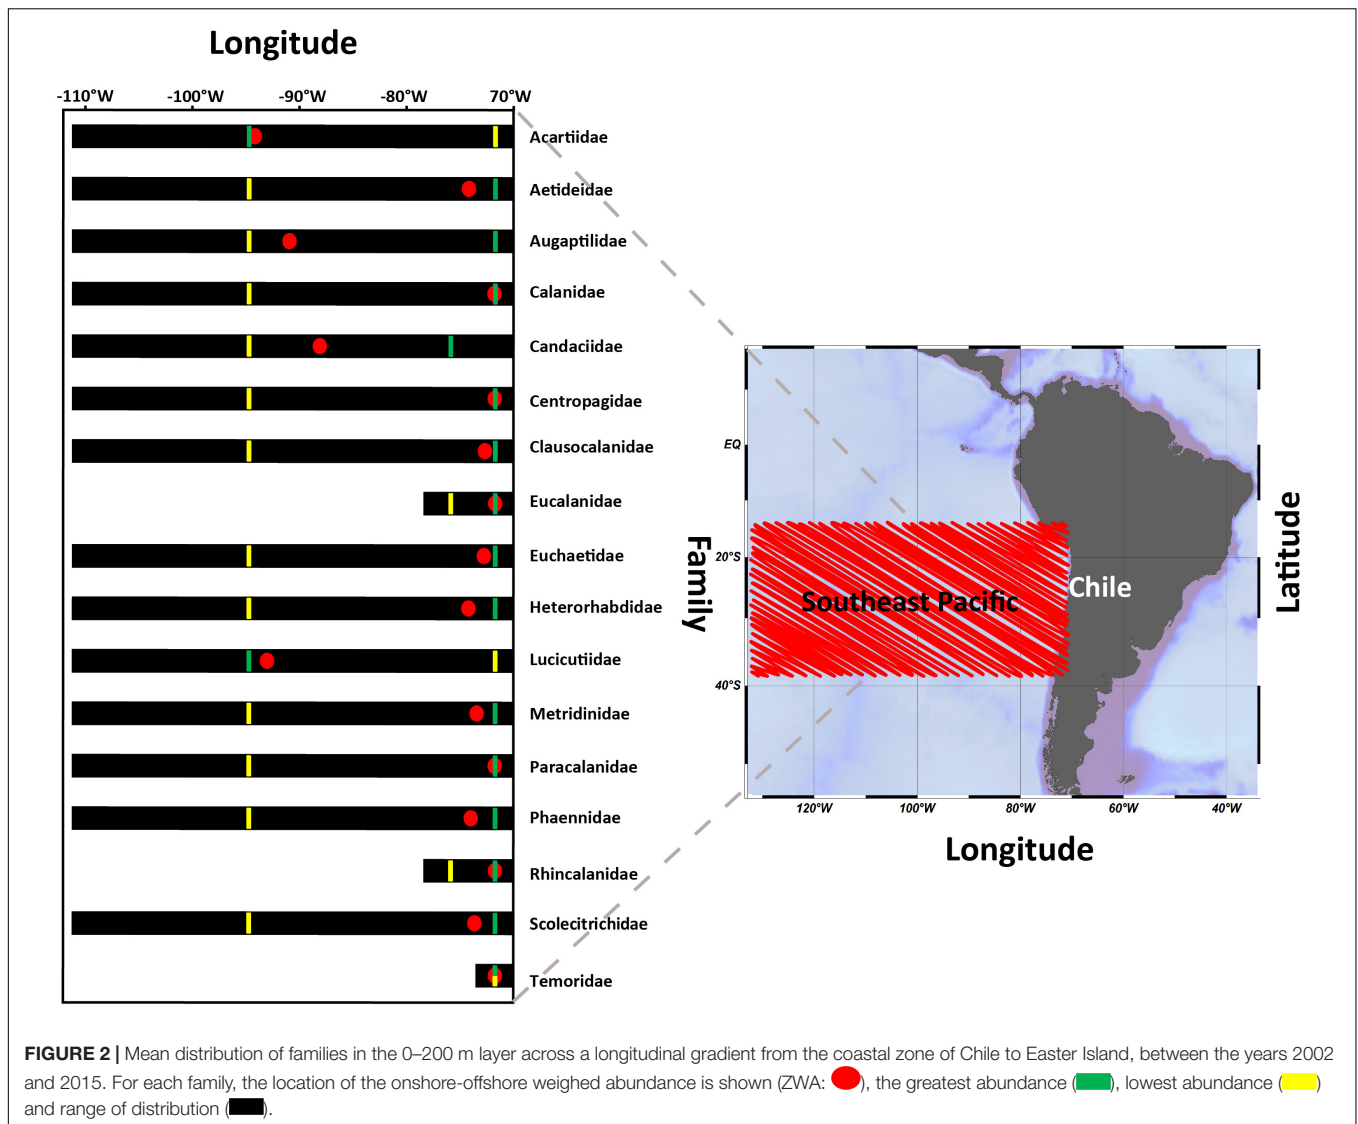 Longitude
-110°W -100°W -90°W -80°W 70°W
Acartiidae
Aetideidae
Augaptilidae
Calanidae
Candaciidae
Centropagidae
Clausocalanidae
Eucalanidae
Euchaetidae
Heterorhabdidae
Lucicutiidae
Metridinidae
Paracalanidae
Phaennidae
Rhincalanidae
Scolecitrichidae
Temoridae
Family
EQ
20°S
40°S
Southeast Pacific
Chile
Latitude
120°W 100°W 80°W 60°W 40°W
Longitude
FIGURE 2 | Mean distribution of families in the 0–200 m layer across a longitudinal gradient from the coastal zone of Chile to Easter Island, between the years 2002
and 2015. For each family, the location of the onshore-offshore weighed abundance is shown (ZWA: ), the greatest abundance ( ), lowest abundance ( )
and range of distribution ( ).